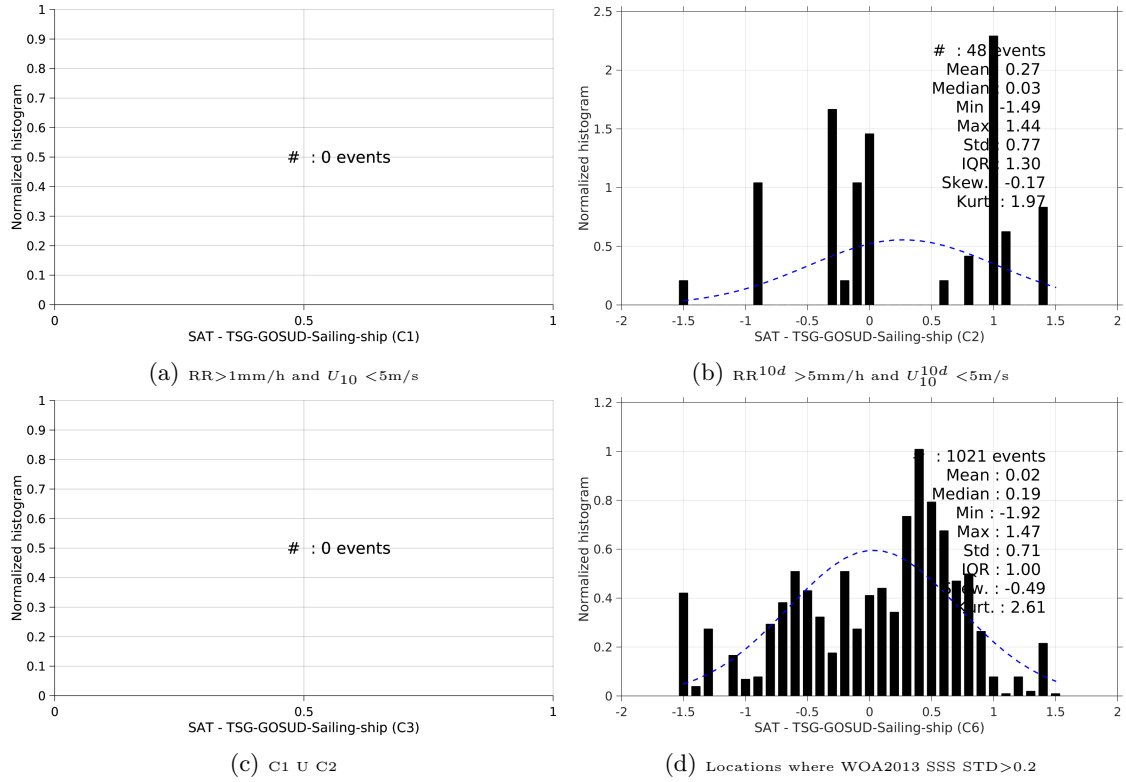 1
0.9
0.8
0.7
0.6
0.5
0.4
0.3
0.2
0.1
0
Normalized histogram
# : 0 events
0 0.5 1
SAT - TSG-GOSUD-Sailing-ship (C1)
(a) RR>1mm/h and U10 <5m/s
2.5
2
1.5
1
0.5
0
Normalized histogram
# : 48 events
Mean : 0.27
Median : 0.03
Min : -1.49
Max : 1.44
Std : 0.77
IQR : 1.30
Skew. : -0.17
Kurt. : 1.97
-2 -1.5 -1 -0.5 0 0.5 1 1.5 2
SAT - TSG-GOSUD-Sailing-ship (C2)
(b) RR10d >5mm/h and U10d10 <5m/s
1
0.9
0.8
0.7
0.6
0.5
0.4
0.3
0.2
0.1
0
Normalized histogram
# : 0 events
0 0.5 1
SAT - TSG-GOSUD-Sailing-ship (C3)
(c) C1 U C2
1.2
1
0.8
0.6
0.4
0.2
0
Normalized histogram
: 1021 events
Mean : 0.02
Median : 0.19
Min : -1.92
Max : 1.47
Std : 0.71
IQR : 1.00
Skew. : -0.49
Kurt. : 2.61
-2 -1.5 -1 -0.5 0 0.5 1 1.5 2
SAT - TSG-GOSUD-Sailing-ship (C6)
(d) Locations where WOA2013 SSS STD>0.2